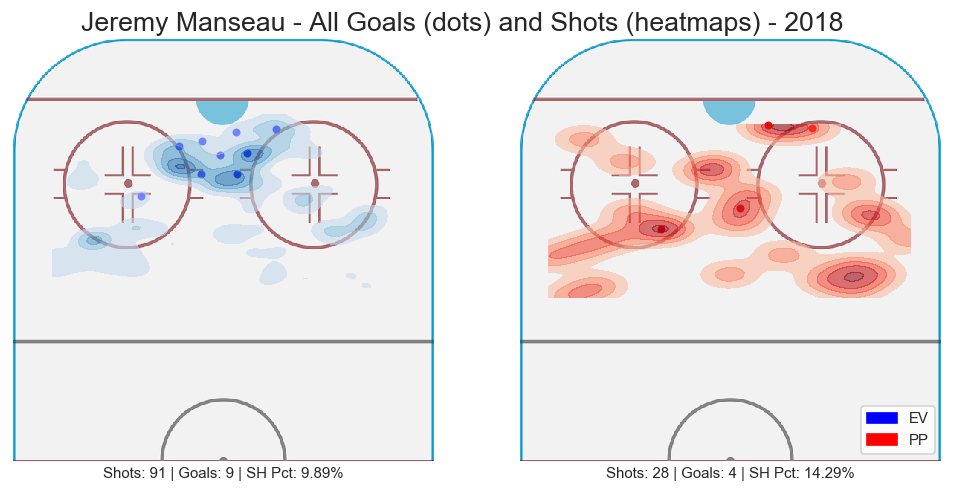 Jeremy Manseau - All Goals (dots) and Shots (heatmaps) - 2018
EV
PP
Shots: 91 | Goals: 9 | SH Pct: 9.89%
Shots: 28 | Goals: 4 | SH Pct: 14.29%